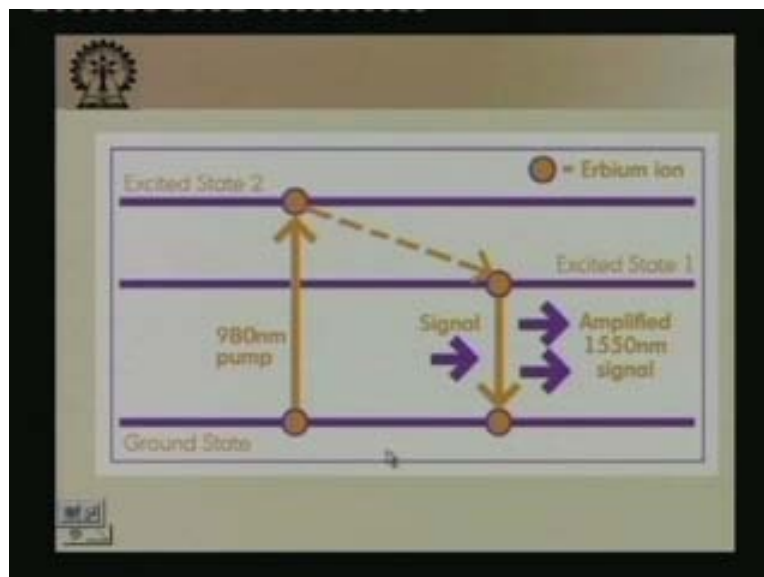 = Erbium Ion
Excited State 2
Excited State 1
980nm
pump
Signal
Amplified
1550nm
signal
Ground State